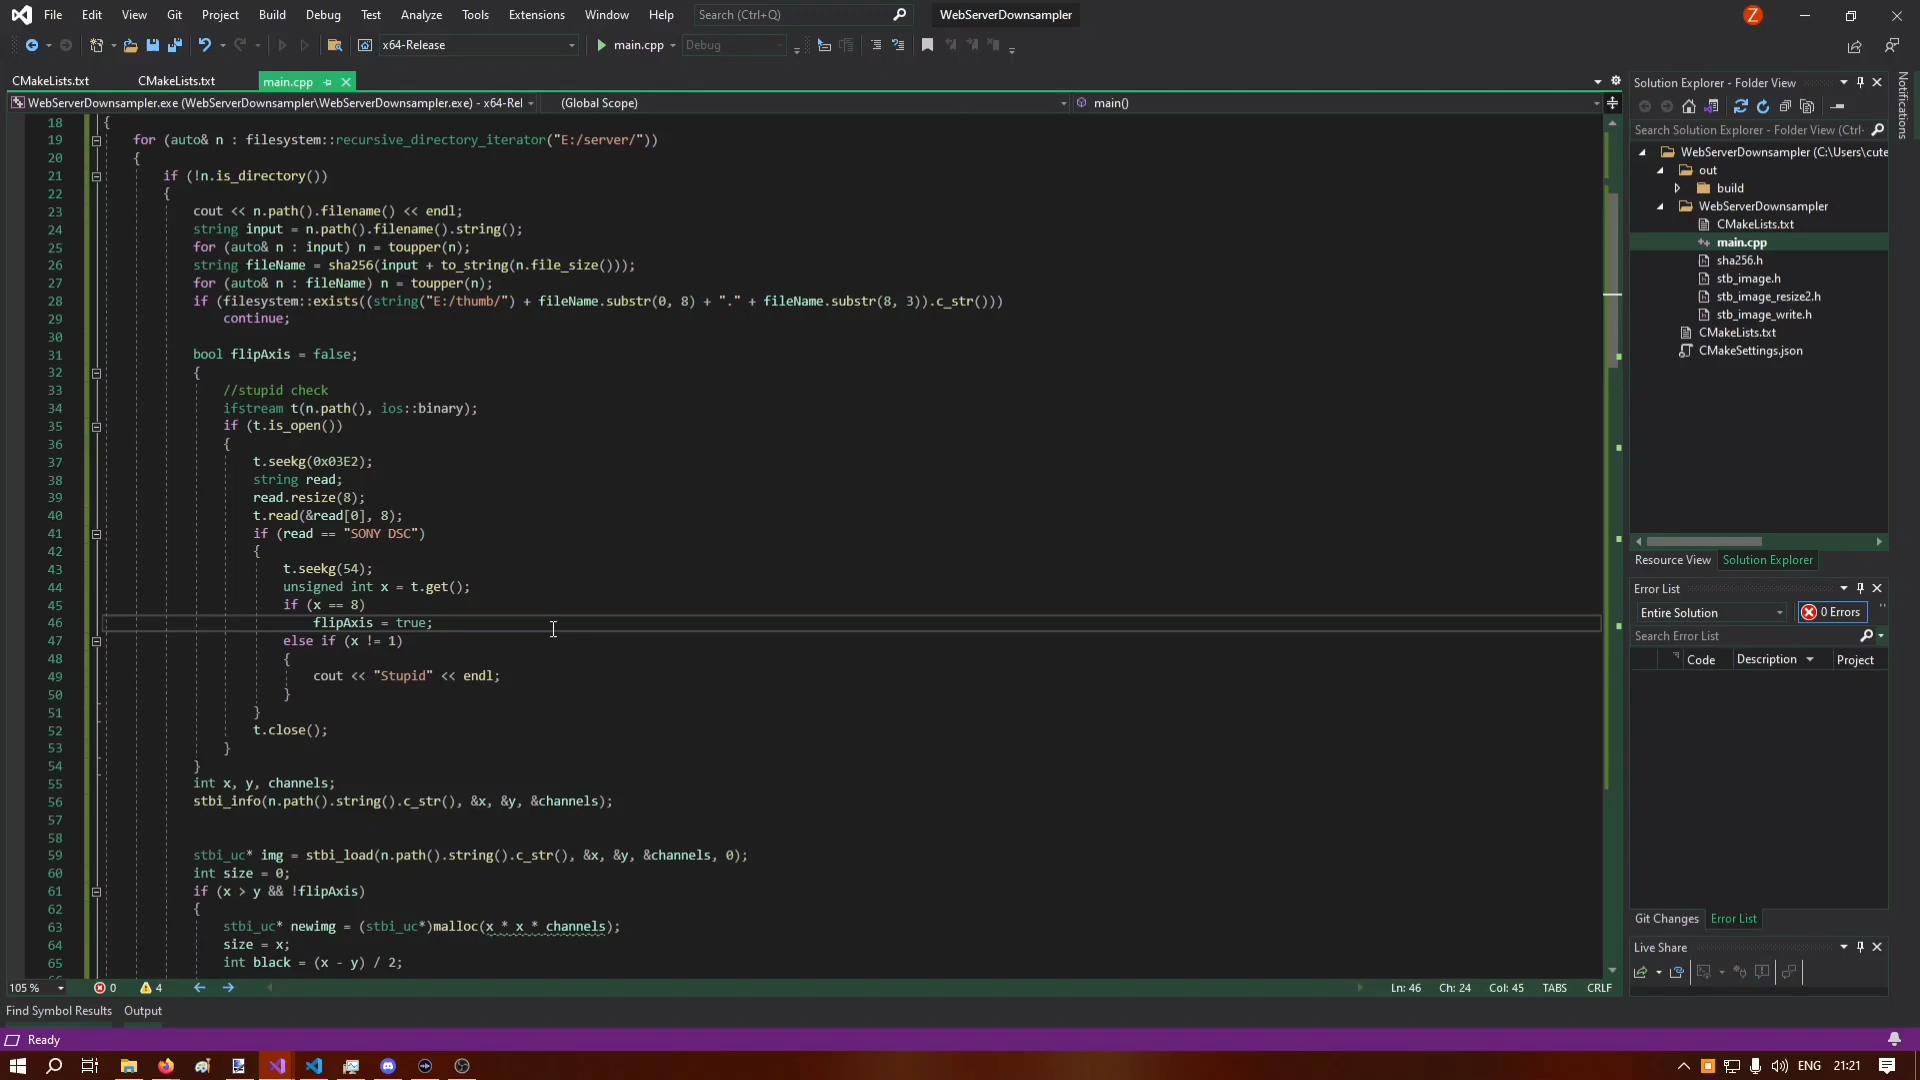 File Edit View Git Project Build Debug Test Analyze Tools Extensions Window Help Search (Ctrl+Q) WebServerDownsampler Z
x64-Release main.cpp Debug
CMakeLists.txt CMakeLists.txt main.cpp
WebServerDownsampler.exe (WebServerDownsampler\WebServerDownsampler.exe) - x64-Rel (Global Scope) main()
18 {
19 for (auto& n : filesystem::recursive_directory_iterator("E:/server/"))
20 {
21 if (!n.is_directory())
22 {
23 cout << n.path().filename() << endl;
24 string input = n.path().filename().string();
25 for (auto& n : input) n = toupper(n);
26 string fileName = sha256(input + to_string(n.file_size()));
27 for (auto& n : fileName) n = toupper(n);
28 if (filesystem::exists((string("E:/thumb/") + fileName.substr(0, 8) + "." + fileName.substr(8, 3)).c_str()))
29 continue;
30
31 bool flipAxis = false;
32 {
33 //stupid check
34 ifstream t(n.path(), ios::binary);
35 if (t.is_open())
36 {
37 t.seekg(0x03E2);
38 string read;
39 read.resize(8);
40 t.read(&read[0], 8);
41 if (read == "SONY DSC")
42 {
43 t.seekg(54);
44 unsigned int x = t.get();
45 if (x == 8)
46 flipAxis = true;
47 else if (x != 1)
48 {
49 cout << "Stupid" << endl;
50 }
51 }
52 t.close();
53 }
54 }
55 int x, y, channels;
56 stbi_info(n.path().string().c_str(), &x, &y, &channels);
57
58
59 stbi_uc* img = stbi_load(n.path().string().c_str(), &x, &y, &channels, 0);
60 int size = 0;
61 if (x > y && !flipAxis)
62 {
63 stbi_uc* newimg = (stbi_uc*)malloc(x * x * channels);
64 size = x;
65 int black = (x - y) / 2;
105 % 0 4 Ln: 46 Ch: 24 Col: 45 TABS CRLF
Find Symbol Results Output
Ready
Solution Explorer - Folder View
Search Solution Explorer - Folder View (Ctrl-
WebServerDownsampler (C:\Users\cute
out
build
WebServerDownsampler
CMakeLists.txt
main.cpp
sha256.h
stb_image.h
stb_image_resize2.h
stb_image_write.h
CMakeLists.txt
CMakeSettings.json
Resource View Solution Explorer
Error List
Entire Solution 0 Errors
Search Error List
Code Description Project
Git Changes Error List
Live Share
Notifications
ENG 21:21